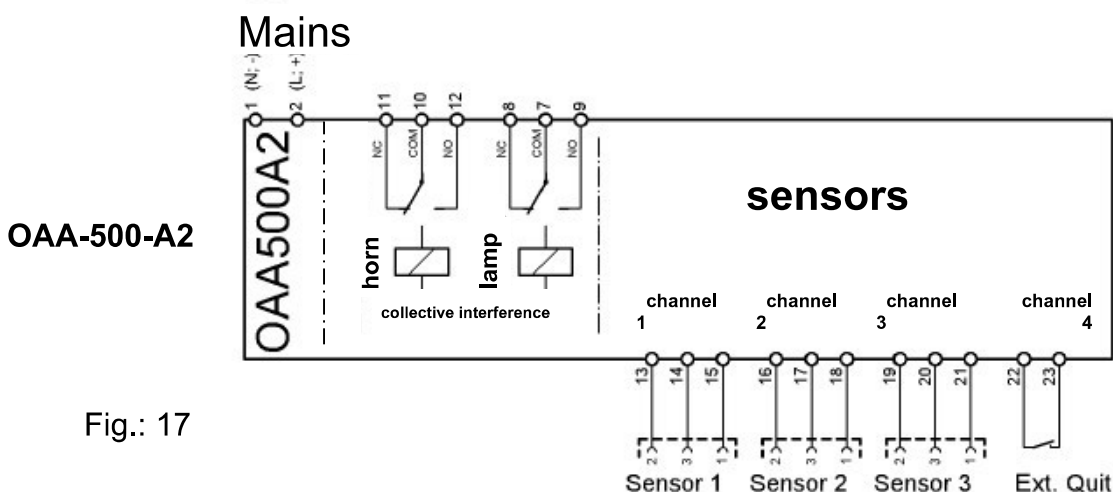 Mains
1 (N; -)
2 (L; +)
11 10 12 8 7 9
NC COM NO NC COM NO
OAA-500-A2
OAA500A2
sensors
horn
lamp
collective interference
channel channel channel channel
1 2 3 4
13 14 15 16 17 18 19 20 21 22 23
2 3 1 2 3 1 2 3 1
Fig.: 17
Sensor 1 Sensor 2 Sensor 3 Ext. Quit